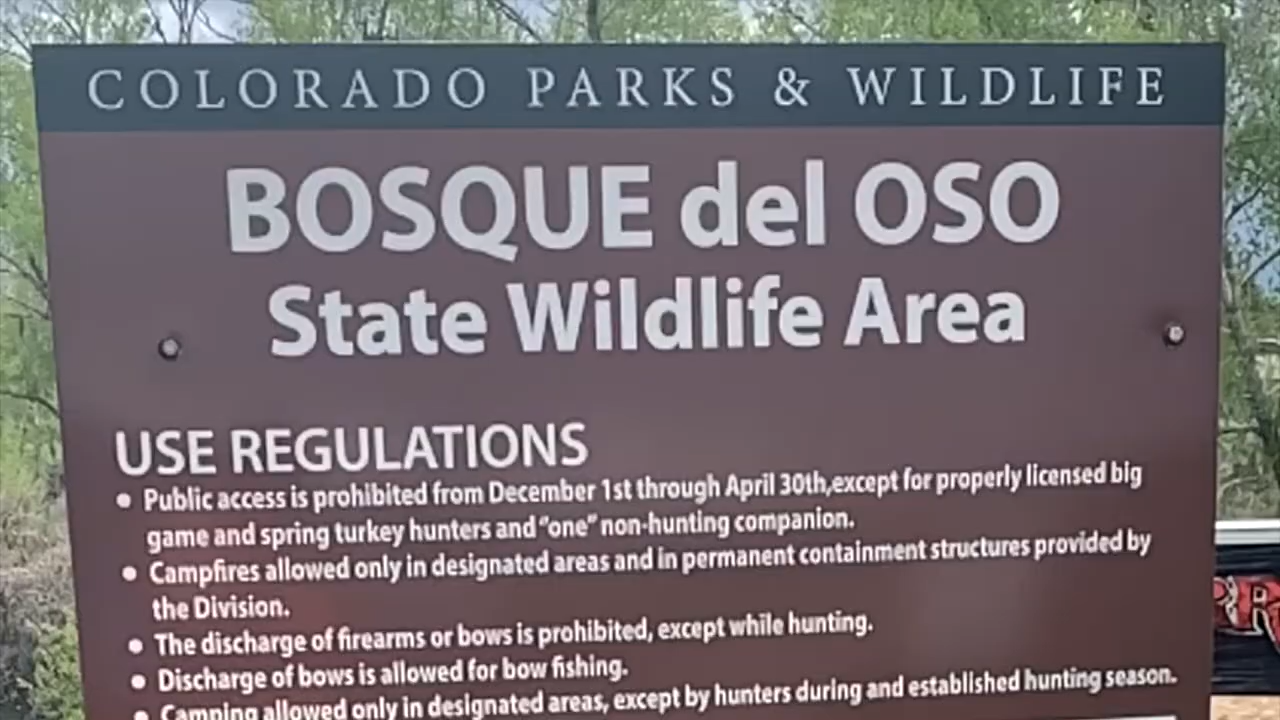 COLORADO PARKS & WILDLIFE
BOSQUE del OSO
State Wildlife Area
USE REGULATIONS
• Public access is prohibited from December 1st through April 30th,except for properly licensed big
game and spring turkey hunters and "one" non-hunting companion.
• Campfires allowed only in designated areas and in permanent containment structures provided by
the Division.
• The discharge of firearms or bows is prohibited, except while hunting.
• Discharge of bows is allowed for bow fishing.
• Camping allowed only in designated areas, except by hunters during and established hunting season.